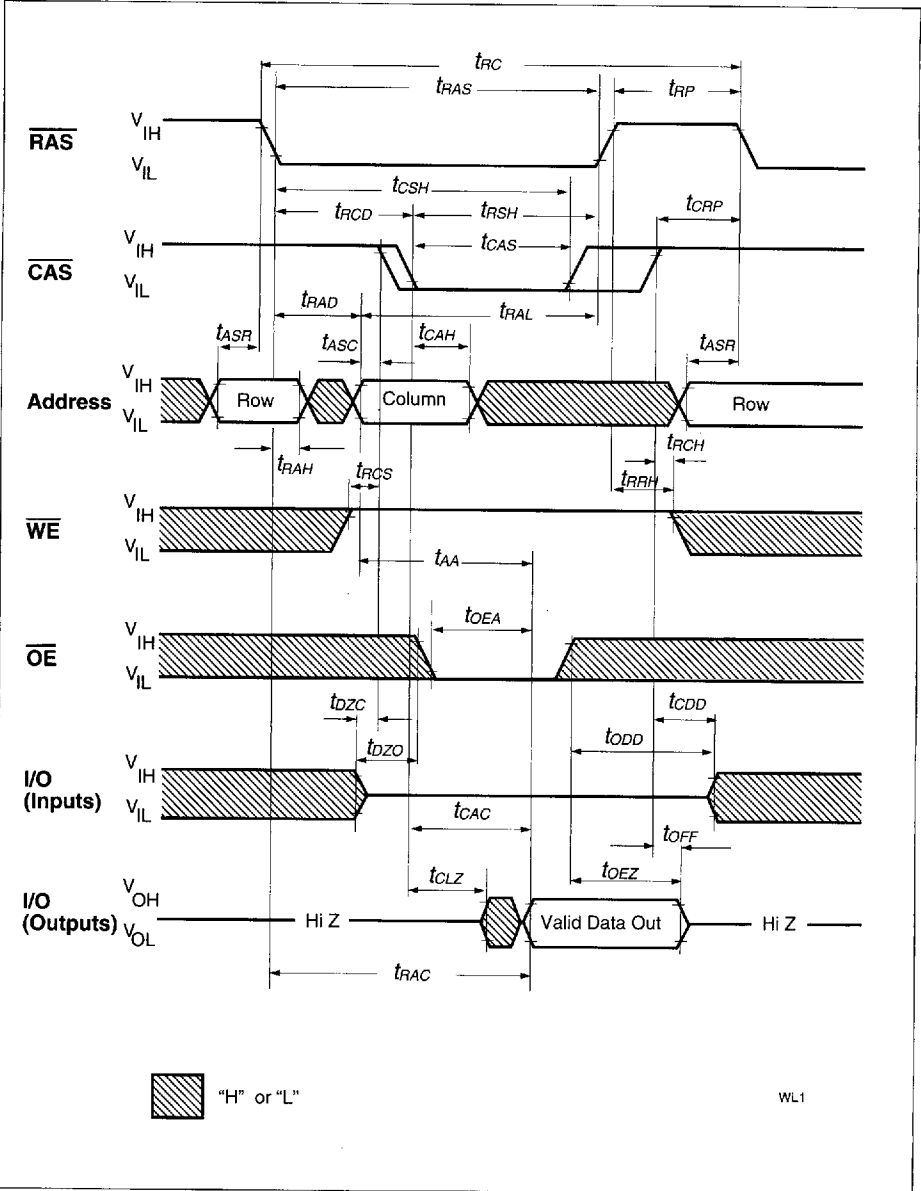 tRC
tRAS
tRP
RAS
VIH
VIL
tCSH
tRCD
tRSH
tCRP
CAS
VIH
VIL
tCAS
tRAD
tRAL
tASR
tASC
tCAH
tASR
Address
VIH
VIL
Row
Column
Row
tRAH
tRCS
tRCH
tRRH
WE
VIH
VIL
tAA
tOEA
OE
VIH
VIL
tDZC
tCDD
tDZO
tODD
I/O
(Inputs)
VIH
VIL
tCAC
tOFF
tCLZ
tOEZ
I/O
(Outputs)
VOH
VOL
Hi Z
Valid Data Out
Hi Z
tRAC
"H" or "L"
WL1